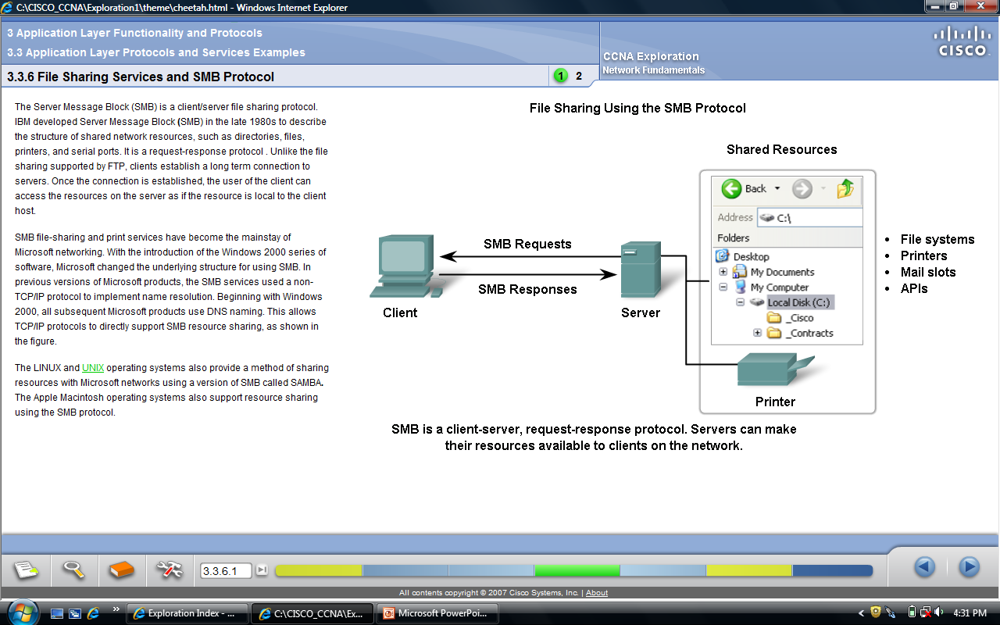 C:\CISCO_CCNA\Exploration1\theme\cheetah.html - Windows Internet Explorer
3 Application Layer Functionality and Protocols
3.3 Application Layer Protocols and Services Examples
CISCO
CCNA Exploration
Network Fundamentals
3.3.6 File Sharing Services and SMB Protocol
1 2
The Server Message Block (SMB) is a client/server file sharing protocol.
IBM developed Server Message Block (SMB) in the late 1980s to describe
the structure of shared network resources, such as directories, files,
printers, and serial ports. It is a request-response protocol . Unlike the file
sharing supported by FTP, clients establish a long term connection to
servers. Once the connection is established, the user of the client can
access the resources on the server as if the resource is local to the client
host.
SMB file-sharing and print services have become the mainstay of
Microsoft networking. With the introduction of the Windows 2000 series of
software, Microsoft changed the underlying structure for using SMB. In
previous versions of Microsoft products, the SMB services used a non-
TCP/IP protocol to implement name resolution. Beginning with Windows
2000, all subsequent Microsoft products use DNS naming. This allows
TCP/IP protocols to directly support SMB resource sharing, as shown in
the figure.
The LINUX and UNIX operating systems also provide a method of sharing
resources with Microsoft networks using a version of SMB called SAMBA.
The Apple Macintosh operating systems also support resource sharing
using the SMB protocol.
File Sharing Using the SMB Protocol
Shared Resources
Back
Address C:\
Folders
Desktop
My Documents
My Computer
Local Disk (C:)
_Cisco
_Contracts
Printer
• File systems
• Printers
• Mail slots
• APIs
SMB Requests
SMB Responses
Client
Server
SMB is a client-server, request-response protocol. Servers can make
their resources available to clients on the network.
3.3.6.1
All contents copyright © 2007 Cisco Systems, Inc. | About
Exploration Index - ...
C:\CISCO_CCNA\Ex...
Microsoft PowerPoi...
4:31 PM